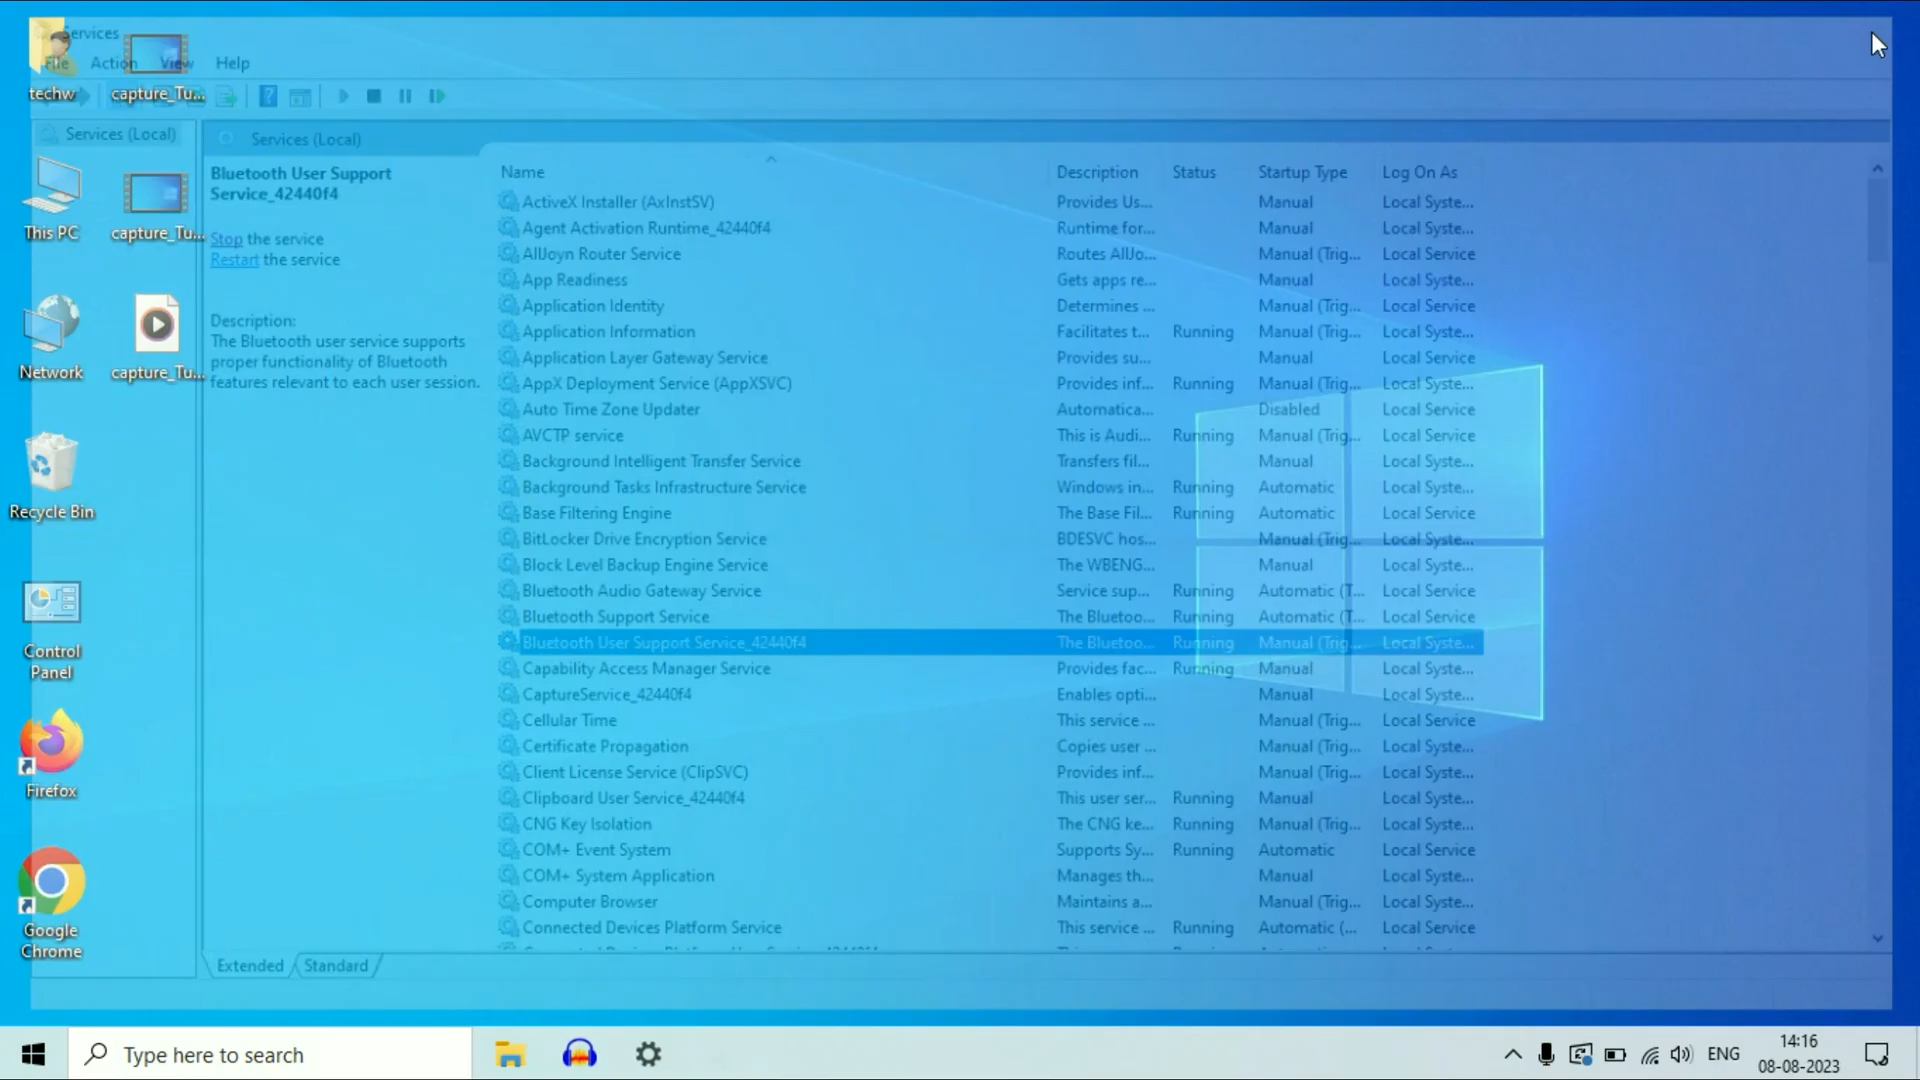 Services
File Action View Help
techw
capture_Tu...
Services (Local)
Services (Local)
Bluetooth User Support
Service_42440f4
Stop the service
Restart the service
Description:
The Bluetooth user service supports
proper functionality of Bluetooth
features relevant to each user session.
This PC
capture_Tu...
Network
capture_Tu...
Recycle Bin
Control
Panel
Firefox
Google
Chrome
Name Description Status Startup Type Log On As
ActiveX Installer (AxInstSV) Provides Us... Manual Local Syste...
Agent Activation Runtime_42440f4 Runtime for... Manual Local Syste...
AllJoyn Router Service Routes AllJo... Manual (Trig... Local Service
App Readiness Gets apps re... Manual Local Syste...
Application Identity Determines ... Manual (Trig... Local Service
Application Information Facilitates t... Running Manual (Trig... Local Syste...
Application Layer Gateway Service Provides su... Manual Local Service
AppX Deployment Service (AppXSVC) Provides inf... Running Manual (Trig... Local Syste...
Auto Time Zone Updater Automatica... Disabled Local Service
AVCTP service This is Audi... Running Manual (Trig... Local Service
Background Intelligent Transfer Service Transfers fil... Manual Local Syste...
Background Tasks Infrastructure Service Windows in... Running Automatic Local Syste...
Base Filtering Engine The Base Fil... Running Automatic Local Service
BitLocker Drive Encryption Service BDESVC hos... Manual (Trig... Local Syste...
Block Level Backup Engine Service The WBENG... Manual Local Syste...
Bluetooth Audio Gateway Service Service sup... Running Automatic (T... Local Service
Bluetooth Support Service The Bluetoo... Running Automatic (T... Local Service
Bluetooth User Support Service_42440f4 The Bluetoo... Running Manual (Trig... Local Syste...
Capability Access Manager Service Provides fac... Running Manual Local Syste...
CaptureService_42440f4 Enables opti... Manual Local Syste...
Cellular Time This service ... Manual (Trig... Local Service
Certificate Propagation Copies user ... Manual (Trig... Local Syste...
Client License Service (ClipSVC) Provides inf... Manual (Trig... Local Syste...
Clipboard User Service_42440f4 This user ser... Running Manual Local Syste...
CNG Key Isolation The CNG ke... Running Manual (Trig... Local Syste...
COM+ Event System Supports Sy... Running Automatic Local Service
COM+ System Application Manages th... Manual Local Syste...
Computer Browser Maintains a... Manual (Trig... Local Syste...
Connected Devices Platform Service This service ... Running Automatic (... Local Service
Extended Standard
Type here to search
ENG
14:16
08-08-2023